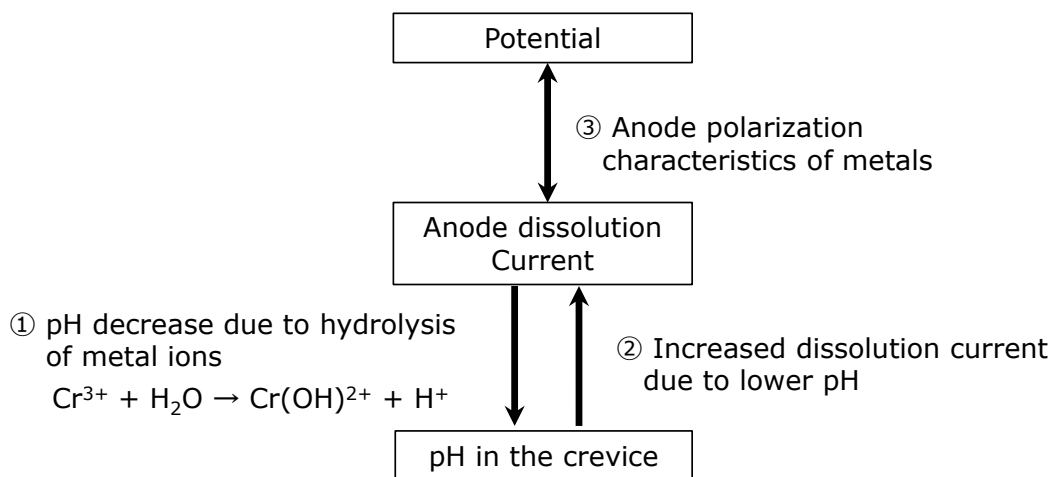 Potential
③ Anode polarization
characteristics of metals
Anode dissolution
Current
① pH decrease due to hydrolysis
of metal ions
Cr³⁺ + H₂O → Cr(OH)²⁺ + H⁺
② Increased dissolution current
due to lower pH
pH in the crevice